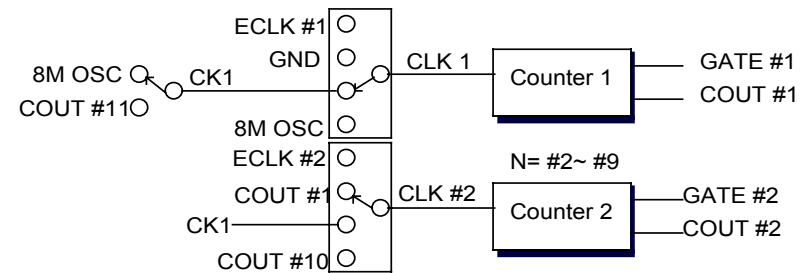 ECLK #1
GND
8M OSC
CK1
CLK 1
Counter 1
GATE #1
COUT #1
COUT #11
8M OSC
ECLK #2
N= #2~ #9
COUT #1
CLK #2
Counter 2
GATE #2
CK1
COUT #2
COUT #10